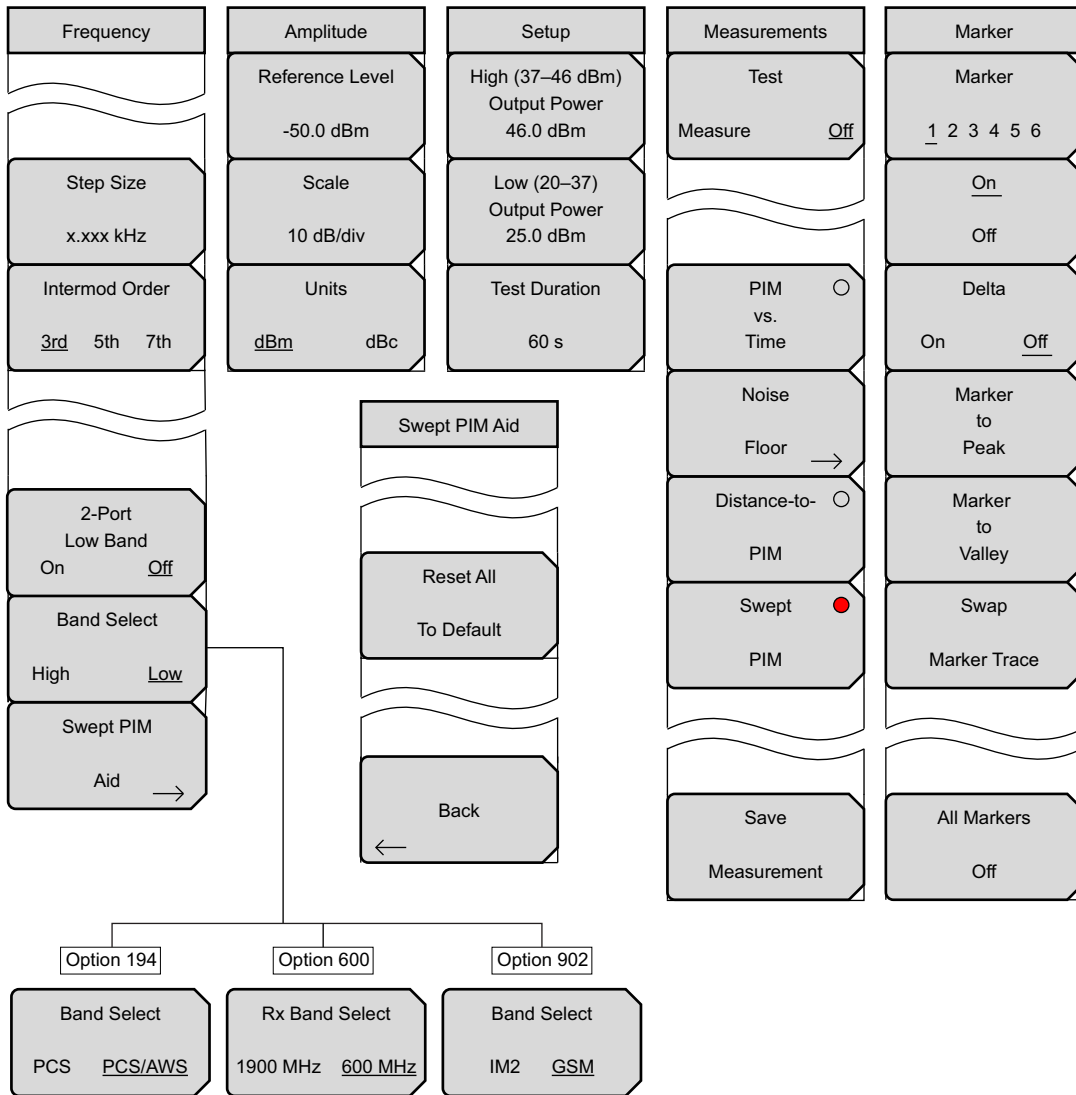 Frequency
Step Size
x.xxx kHz
Intermod Order
3rd 5th 7th
2-Port
Low Band
On Off
Band Select
High Low
Swept PIM
Aid
Amplitude
Reference Level
-50.0 dBm
Scale
10 dB/div
Units
dBm dBc
Setup
High (37–46 dBm)
Output Power
46.0 dBm
Low (20–37)
Output Power
25.0 dBm
Test Duration
60 s
Swept PIM Aid
Reset All
To Default
Back
Measurements
Test
Measure Off
PIM
vs.
Time
Noise
Floor
Distance-to-
PIM
Swept
PIM
Save
Measurement
Marker
Marker
1 2 3 4 5 6
On
Off
Delta
On Off
Marker
to
Peak
Marker
to
Valley
Swap
Marker Trace
All Markers
Off
Option 194
Band Select
PCS PCS/AWS
Option 600
Rx Band Select
1900 MHz 600 MHz
Option 902
Band Select
IM2 GSM